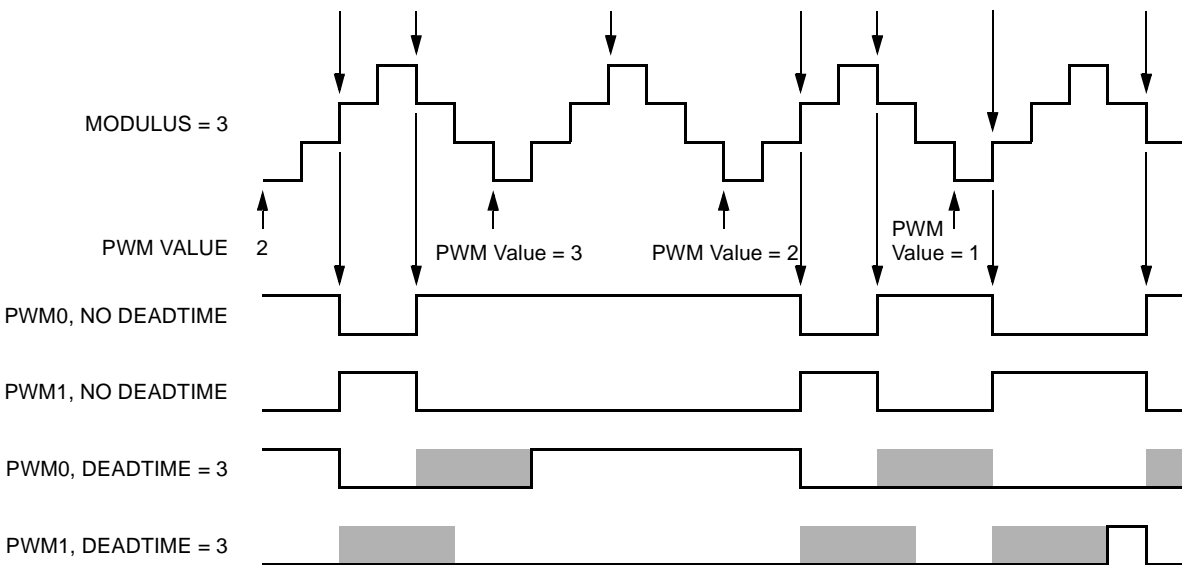 MODULUS = 3
PWM VALUE 2
PWM Value = 3
PWM Value = 2
PWM
Value = 1
PWM0, NO DEADTIME
PWM1, NO DEADTIME
PWM0, DEADTIME = 3
PWM1, DEADTIME = 3